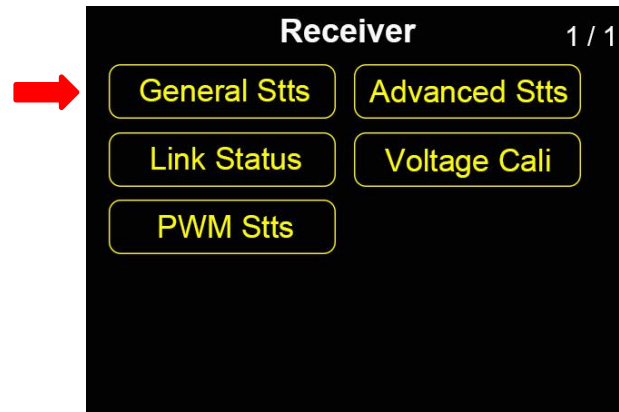 Receiver 1 / 1
General Stts Advanced Stts
Link Status Voltage Cali
PWM Stts